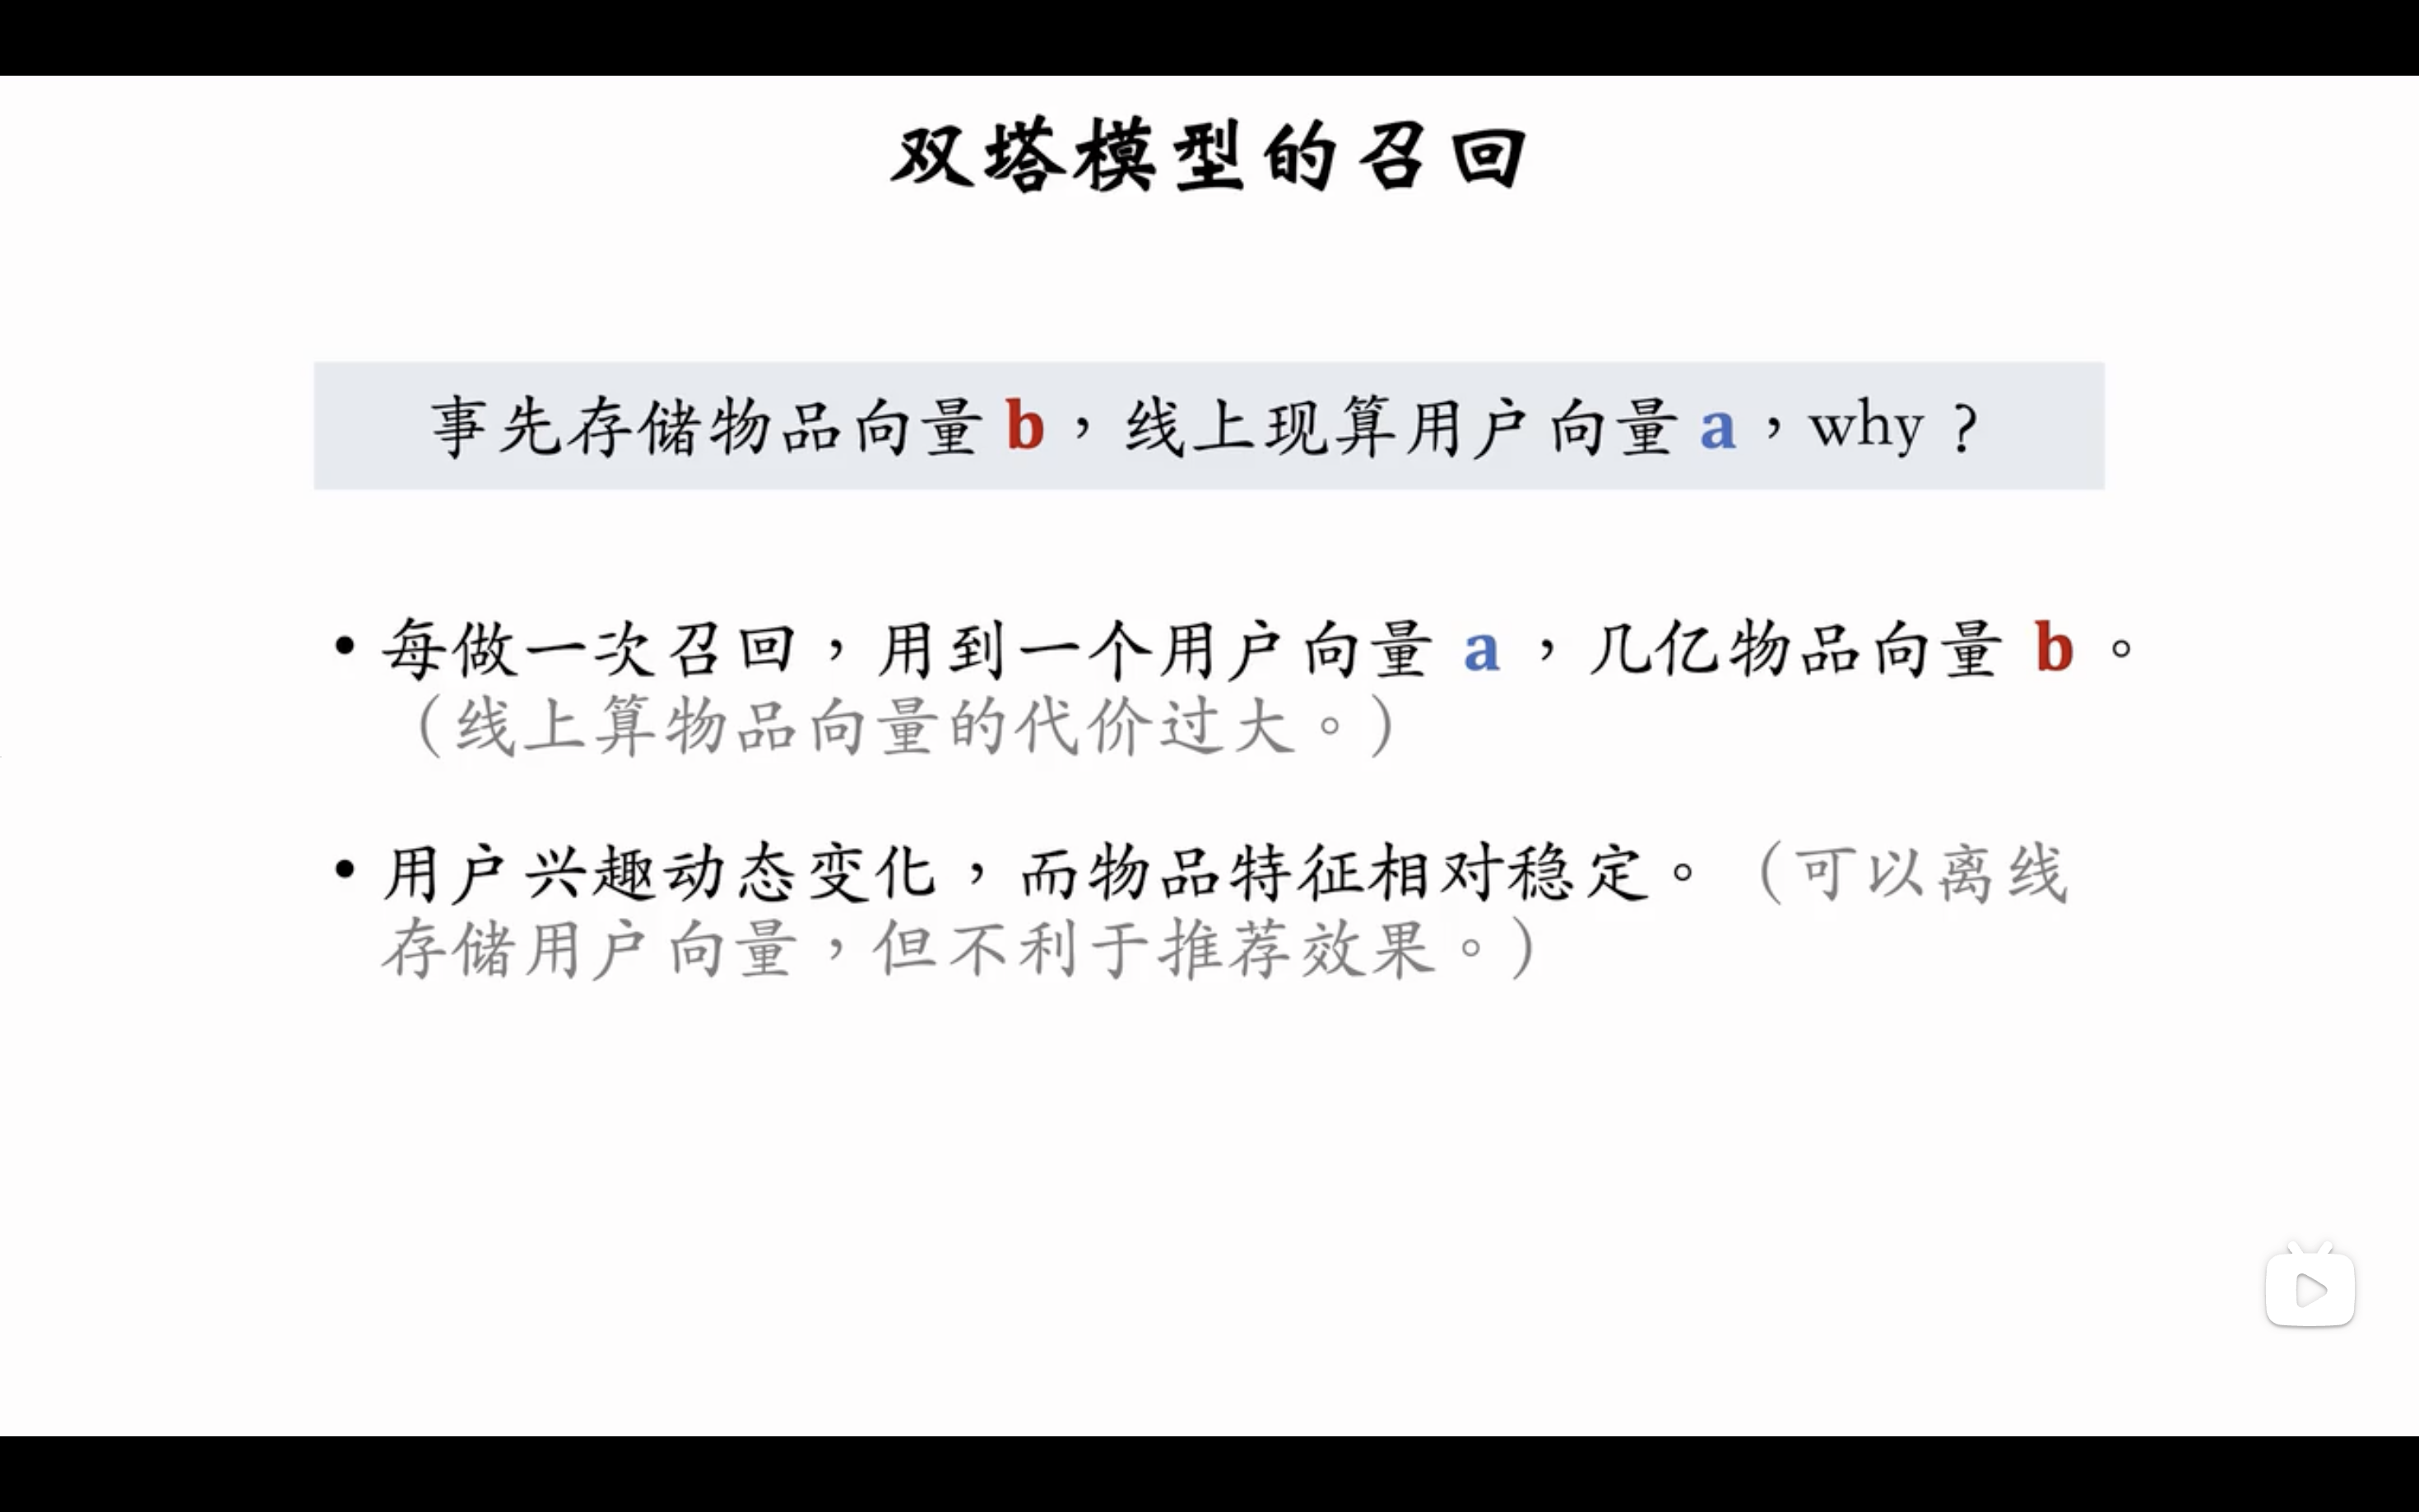 双塔模型的召回
事先存储物品向量 b，线上现算用户向量 a，why？
• 每做一次召回，用到一个用户向量 a，几亿物品向量 b。
（线上算物品向量的代价过大。）
• 用户兴趣动态变化，而物品特征相对稳定。（可以离线
存储用户向量，但不利于推荐效果。）